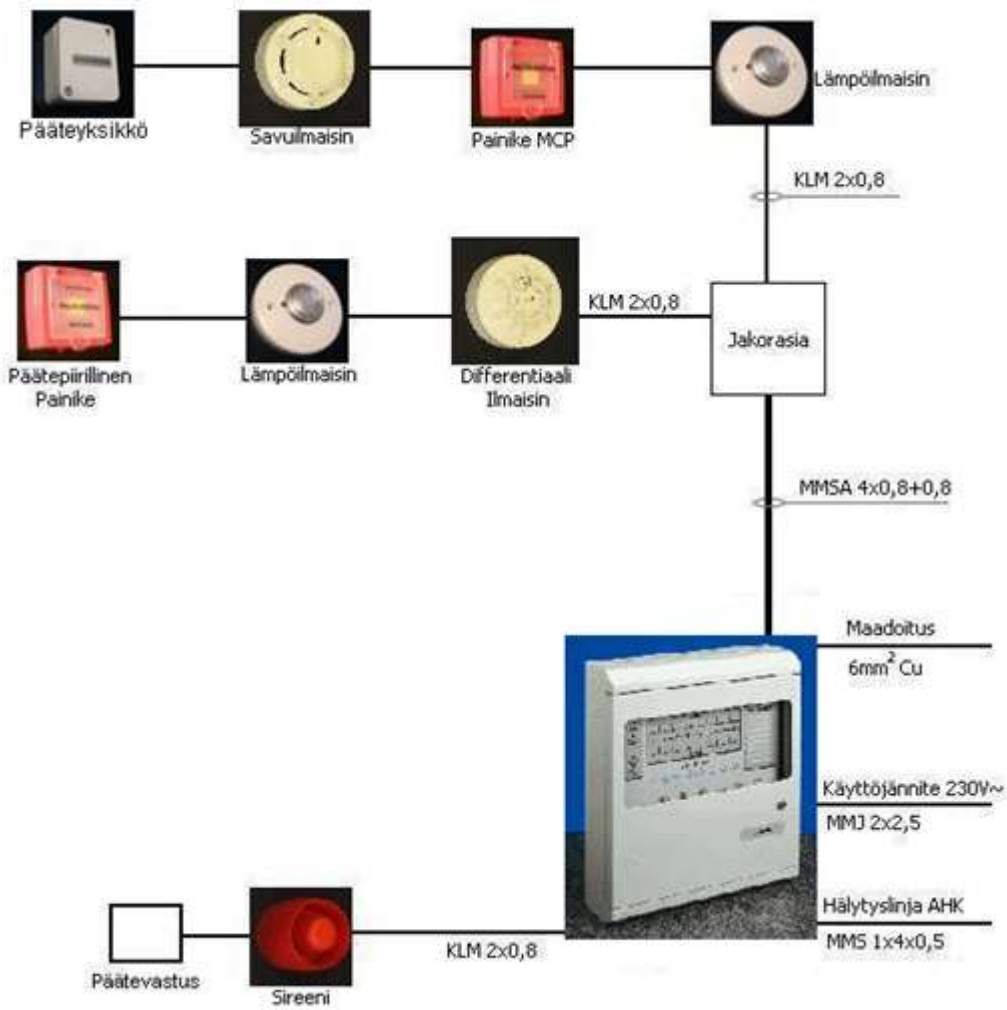 Pääteyksikkö
Savuilmaisin
Painike MCP
Lämpöilmaisin
KLM 2x0,8
Päätepiirillinen
Painike
Lämpöilmaisin
Differentiaali
Ilmaisin
KLM 2x0,8
Jakorasia
MMSA 4x0,8+0,8
Maadoitus
6mm² Cu
Käyttöjännite 230V~
MMJ 2x2,5
Hälytyslinja AHK
MMS 1x4x0,5
KLM 2x0,8
Päätevastus
Sireeni